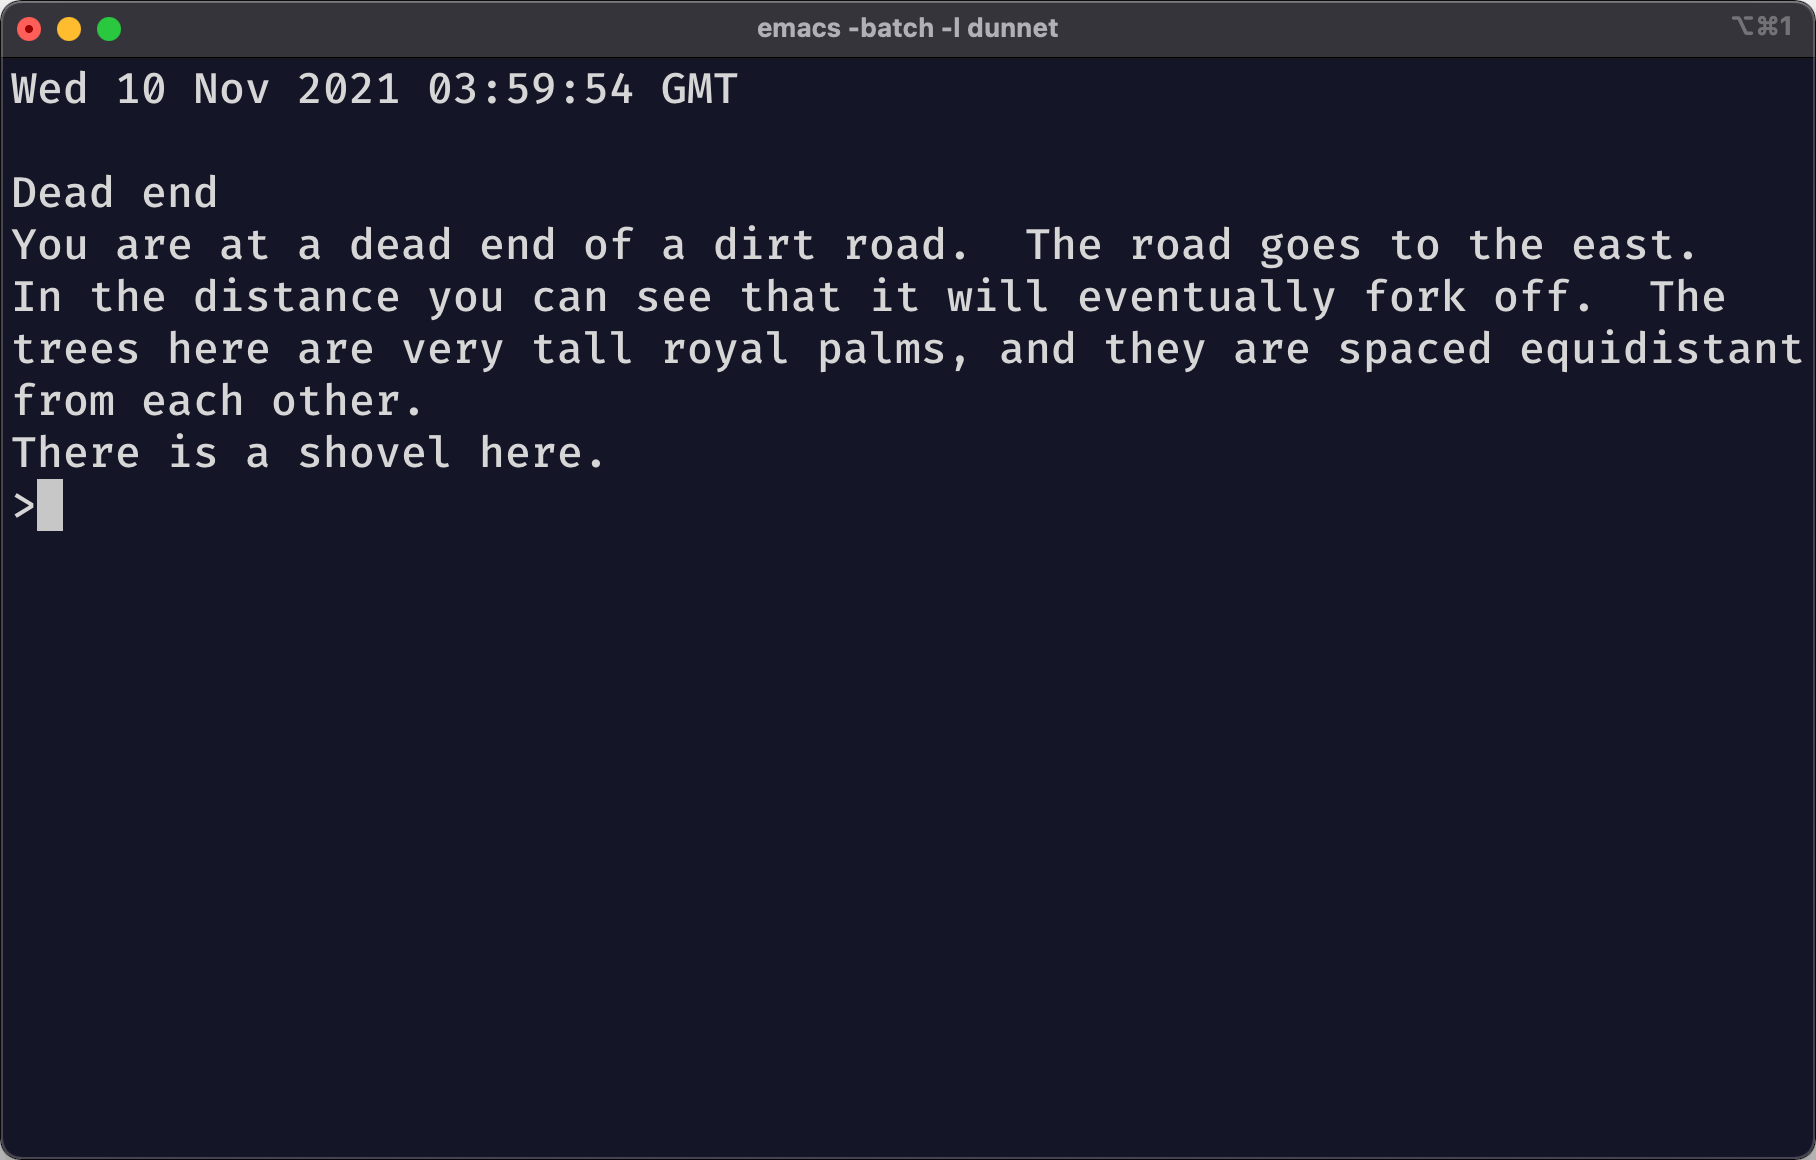 emacs -batch -l dunnet
⌥⌘1
Wed 10 Nov 2021 03:59:54 GMT
Dead end
You are at a dead end of a dirt road.  The road goes to the east.
In the distance you can see that it will eventually fork off.  The
trees here are very tall royal palms, and they are spaced equidistant
from each other.
There is a shovel here.
>